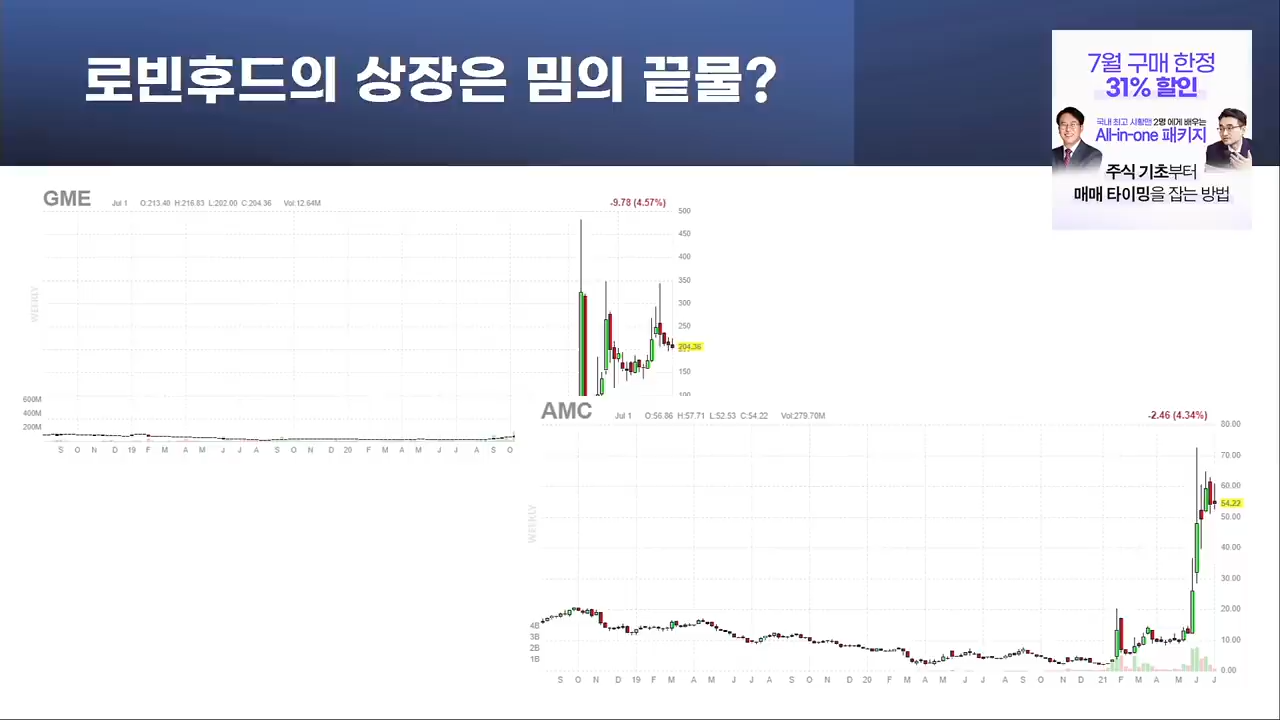 로빈후드의 상장은 밈의 끝물?
7월 구매 한정
31% 할인
국내 최고 시황맨 2명에게 배우는
All-in-one 패키지
주식 기초부터
매매 타이밍을 잡는 방법
GME Jul 1 O:213.40 H:216.83 L:202.00 C:204.36 Vol:12.64M -9.78 (4.57%)
500
450
400
350
300
250
204.36
150
100
WEEKLY
600M
400M
200M
S O N D 19 F M A M J J A S O N D 20 F M A M J J A S O
AMC Jul 1 O:56.86 H:57.71 L:52.53 C:54.22 Vol:279.70M -2.46 (4.34%)
80.00
70.00
60.00
54.22
50.00
40.00
30.00
20.00
10.00
0.00
WEEKLY
4B
3B
2B
1B
S O N D 19 F M A M J J A S O N D 20 F M A M J J A S O N D 21 F M A M J J